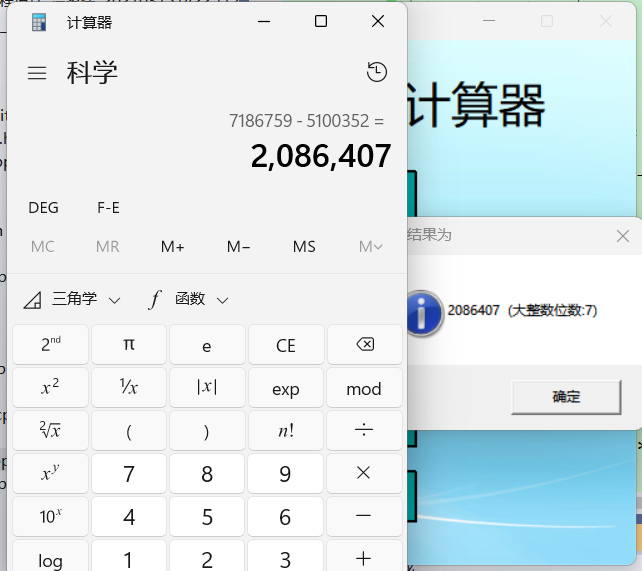 计算器
科学
7186759 - 5100352 =
2,086,407
DEG F-E
MC MR M+ M− MS M
三角学 f 函数
2nd π e CE
x2 1/x |x| exp mod
2√x ( ) n! ÷
xy 7 8 9 ×
10x 4 5 6 −
log 1 2 3 +
计算器
结果为
2086407 (大整数位数:7)
确定